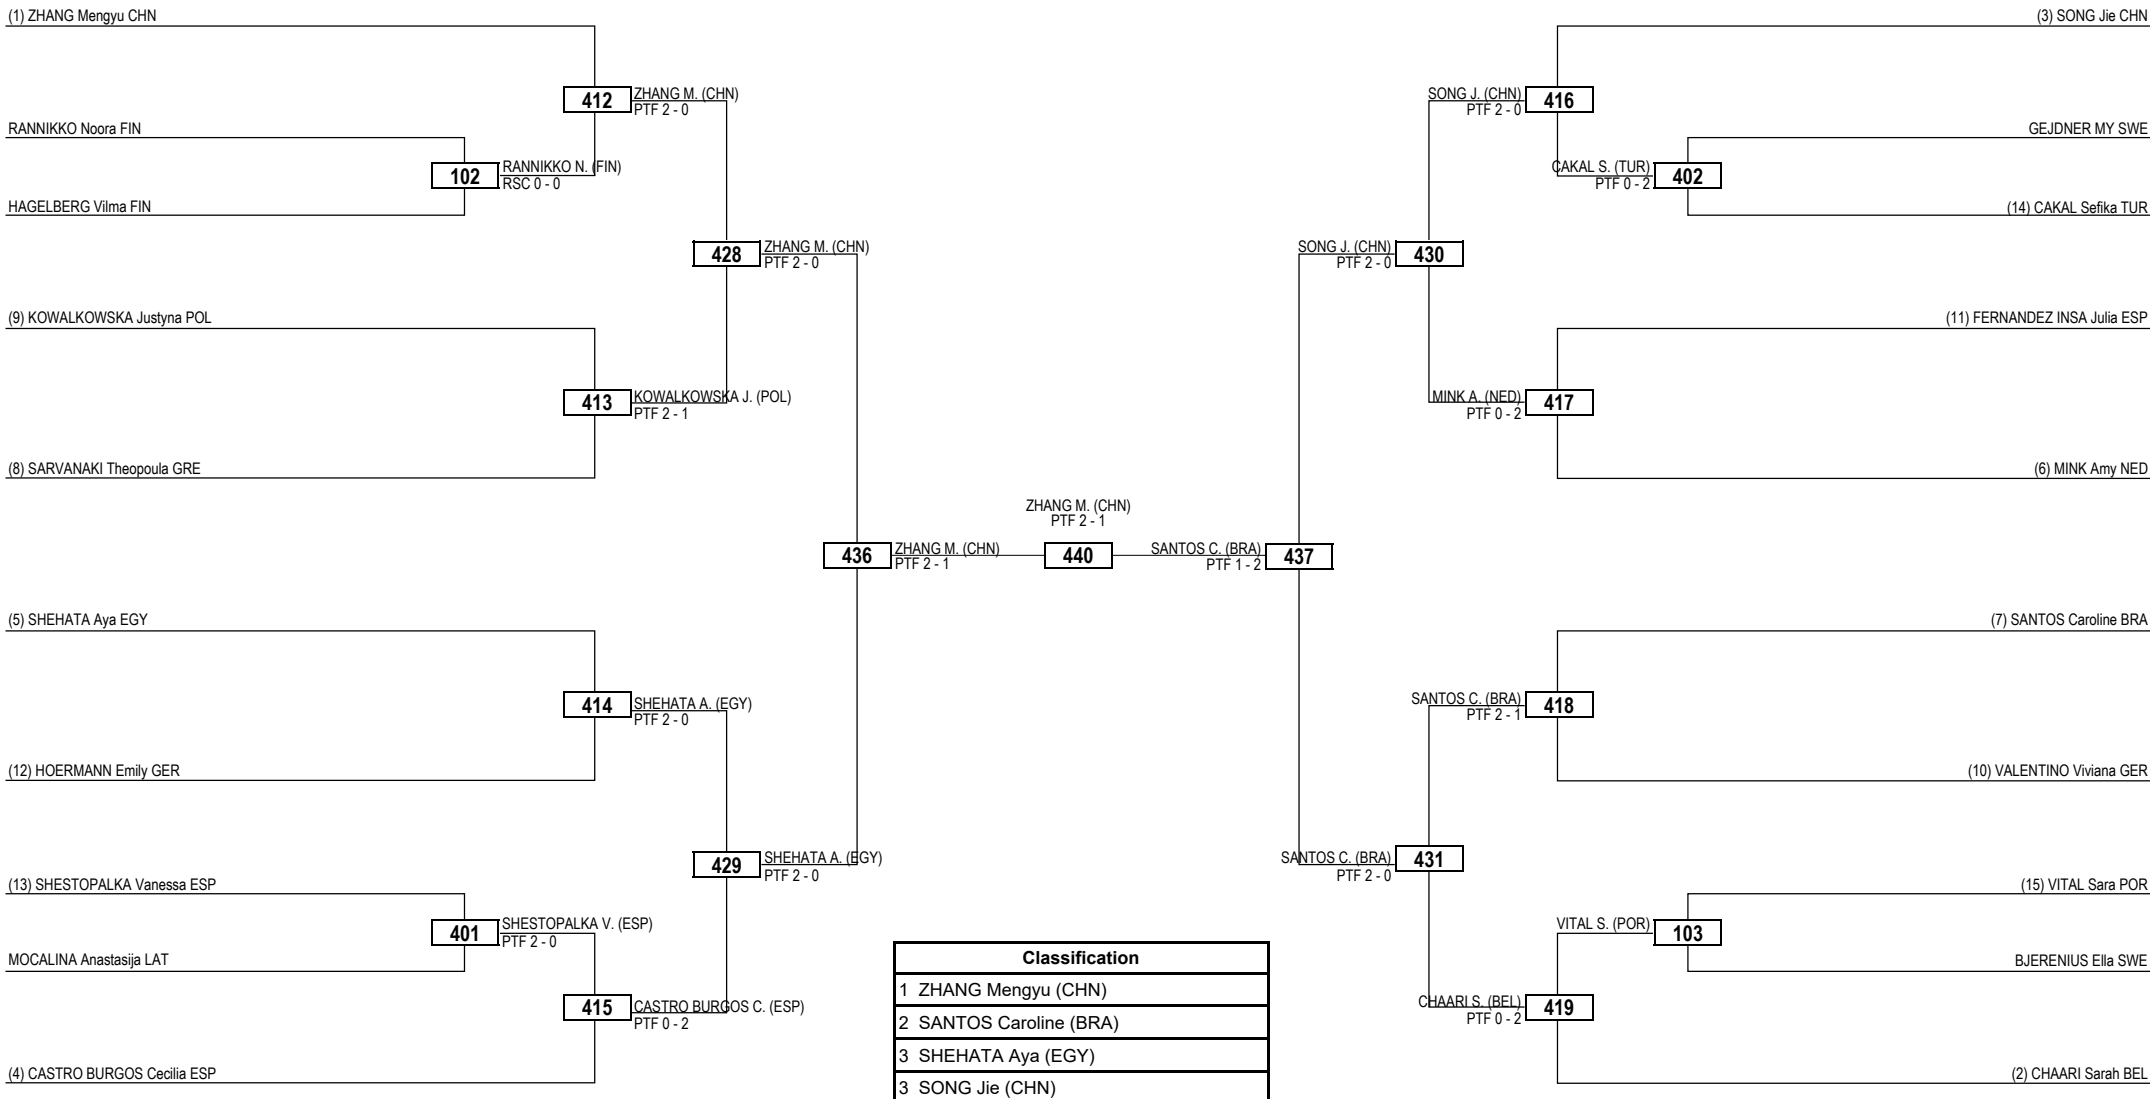 (1) ZHANG Mengyu CHN
(3) SONG Jie CHN
412
ZHANG M. (CHN)
PTF 2 - 0
SONG J. (CHN)
PTF 2 - 0
416
RANNIKKO Noora FIN
GEJDNER MY SWE
102
RANNIKKO N. (FIN)
RSC 0 - 0
CAKAL S. (TUR)
PTF 0 - 2
402
HAGELBERG Vilma FIN
(14) CAKAL Sefika TUR
428
ZHANG M. (CHN)
PTF 2 - 0
SONG J. (CHN)
PTF 2 - 0
430
(9) KOWALKOWSKA Justyna POL
(11) FERNANDEZ INSA Julia ESP
413
KOWALKOWSKA J. (POL)
PTF 2 - 1
MINK A. (NED)
PTF 0 - 2
417
(8) SARVANAKI Theopoula GRE
(6) MINK Amy NED
ZHANG M. (CHN)
PTF 2 - 1
436
ZHANG M. (CHN)
PTF 2 - 1
440
SANTOS C. (BRA)
PTF 1 - 2
437
(5) SHEHATA Aya EGY
(7) SANTOS Caroline BRA
414
SHEHATA A. (EGY)
PTF 2 - 0
SANTOS C. (BRA)
PTF 2 - 1
418
(12) HOERMANN Emily GER
(10) VALENTINO Viviana GER
429
SHEHATA A. (EGY)
PTF 2 - 0
SANTOS C. (BRA)
PTF 2 - 0
431
(13) SHESTOPALKA Vanessa ESP
(15) VITAL Sara POR
401
SHESTOPALKA V. (ESP)
PTF 2 - 0
VITAL S. (POR)
103
MOCALINA Anastasija LAT
BJERENIUS Ella SWE
415
CASTRO BURGOS C. (ESP)
PTF 0 - 2
CHAARI S. (BEL)
PTF 0 - 2
419
(4) CASTRO BURGOS Cecilia ESP
(2) CHAARI Sarah BEL
Classification
1 ZHANG Mengyu (CHN)
2 SANTOS Caroline (BRA)
3 SHEHATA Aya (EGY)
3 SONG Jie (CHN)